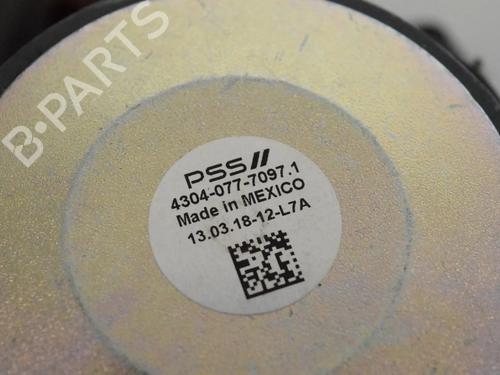 B-PARTS
PSS//
4304-077-7097.1
Made in MEXICO
13.03.18-12-L7A